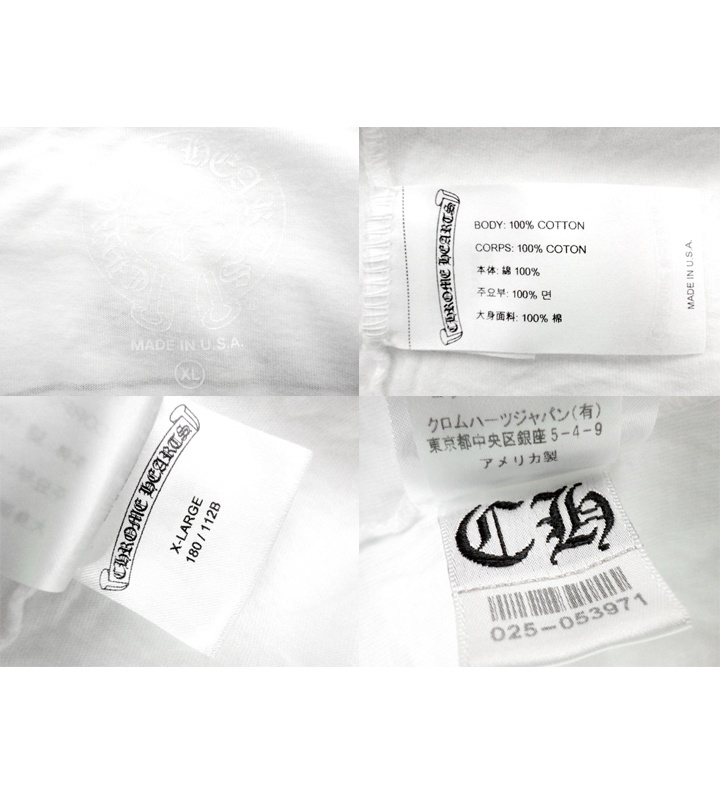 HEAR
MADE IN U.S.A.
XL
CHROME HEARTS
BODY: 100% COTTON
CORPS: 100% COTON
本体: 綿 100%
주요부: 100% 면
大身面料: 100% 棉
MADE IN U.S.A.
CHROME HEARTS
X-LARGE
180 / 112B
クロムハーツジャパン(有)
東京都中央区銀座5-4-9
アメリカ製
CH
025-053971